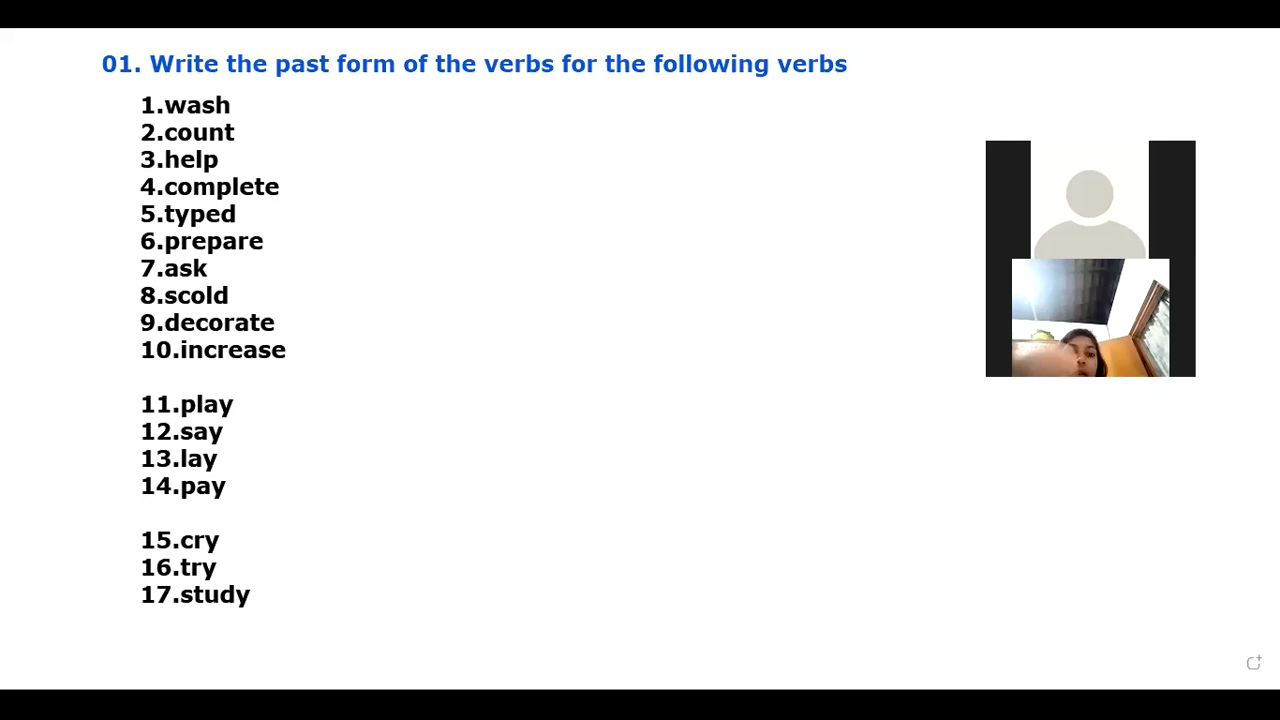 01. Write the past form of the verbs for the following verbs
1.wash
2.count
3.help
4.complete
5.typed
6.prepare
7.ask
8.scold
9.decorate
10.increase
11.play
12.say
13.lay
14.pay
15.cry
16.try
17.study